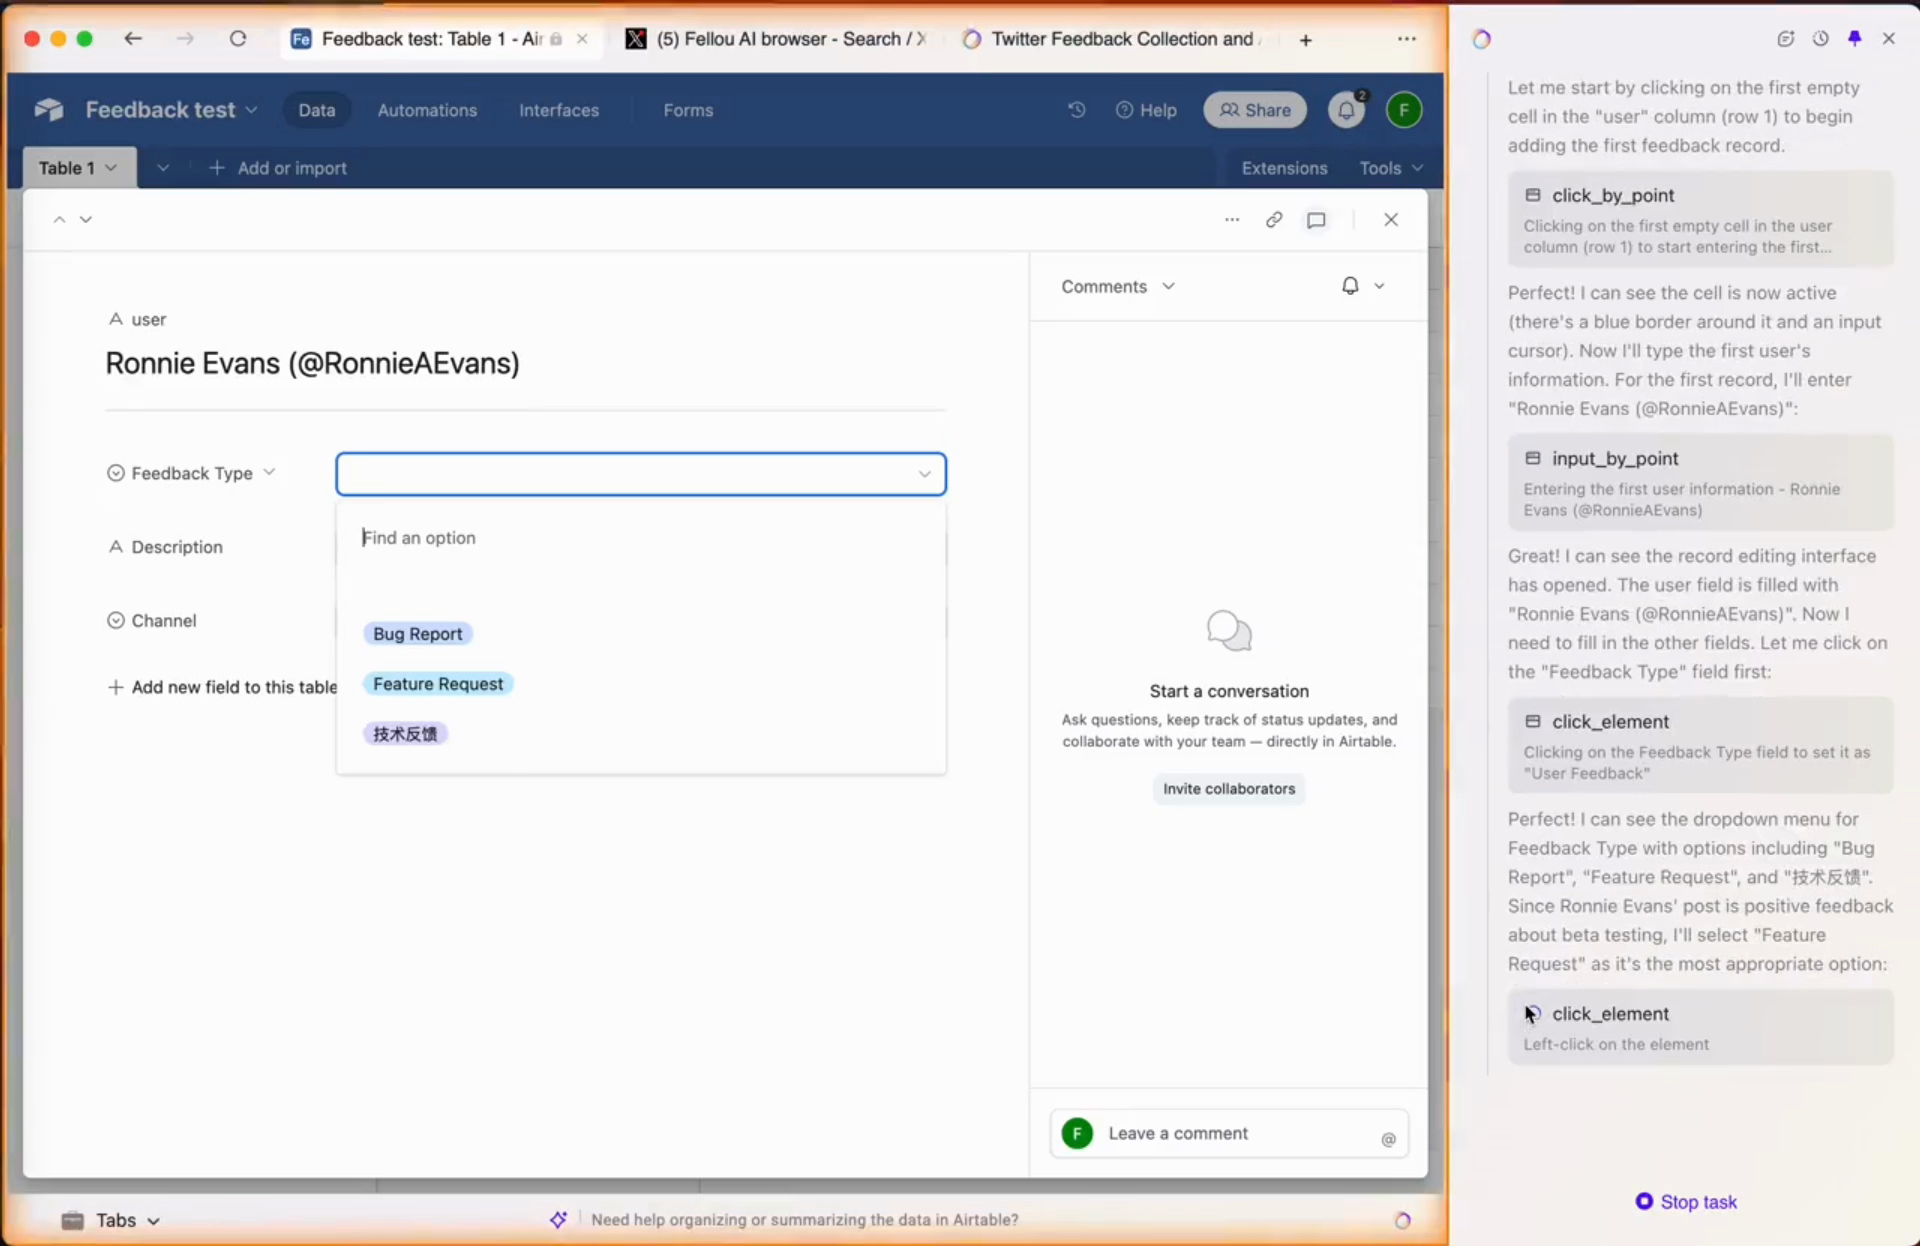 Fe Feedback test: Table 1 - Air
(5) Fellou AI browser - Search / X
Twitter Feedback Collection and
Feedback test
Data
Automations
Interfaces
Forms
Help
Share
2
F
Table 1
Add or import
Extensions
Tools
user
Ronnie Evans (@RonnieAEvans)
Feedback Type
Find an option
Description
Channel
Bug Report
Feature Request
技术反馈
Add new field to this table
Comments
Start a conversation
Ask questions, keep track of status updates, and
collaborate with your team — directly in Airtable.
Invite collaborators
F Leave a comment @
Tabs
Need help organizing or summarizing the data in Airtable?
Let me start by clicking on the first empty
cell in the "user" column (row 1) to begin
adding the first feedback record.
click_by_point
Clicking on the first empty cell in the user
column (row 1) to start entering the first...
Perfect! I can see the cell is now active
(there's a blue border around it and an input
cursor). Now I'll type the first user's
information. For the first record, I'll enter
"Ronnie Evans (@RonnieAEvans)":
input_by_point
Entering the first user information - Ronnie
Evans (@RonnieAEvans)
Great! I can see the record editing interface
has opened. The user field is filled with
"Ronnie Evans (@RonnieAEvans)". Now I
need to fill in the other fields. Let me click on
the "Feedback Type" field first:
click_element
Clicking on the Feedback Type field to set it as
"User Feedback"
Perfect! I can see the dropdown menu for
Feedback Type with options including "Bug
Report", "Feature Request", and "技术反馈".
Since Ronnie Evans' post is positive feedback
about beta testing, I'll select "Feature
Request" as it's the most appropriate option:
click_element
Left-click on the element
Stop task